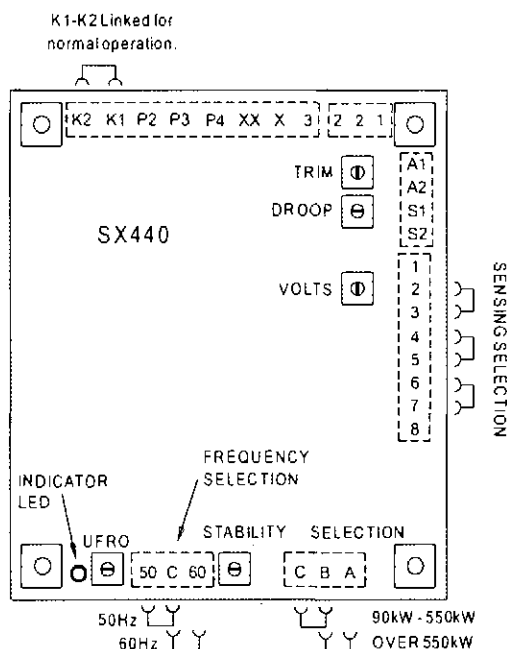 K1-K2 Linked for
normal operation.
K2 K1 P2 P3 P4 XX X 3 2 2 1
TRIM
DROOP
SX440
VOLTS
A1
A2
S1
S2
1
2
3
4
5
6
7
8
SENSING SELECTION
FREQUENCY
SELECTION
INDICATOR
LED
UFRO
STABILITY SELECTION
50 C 60
C B A
50Hz
60Hz
90kW - 550kW
OVER 550kW